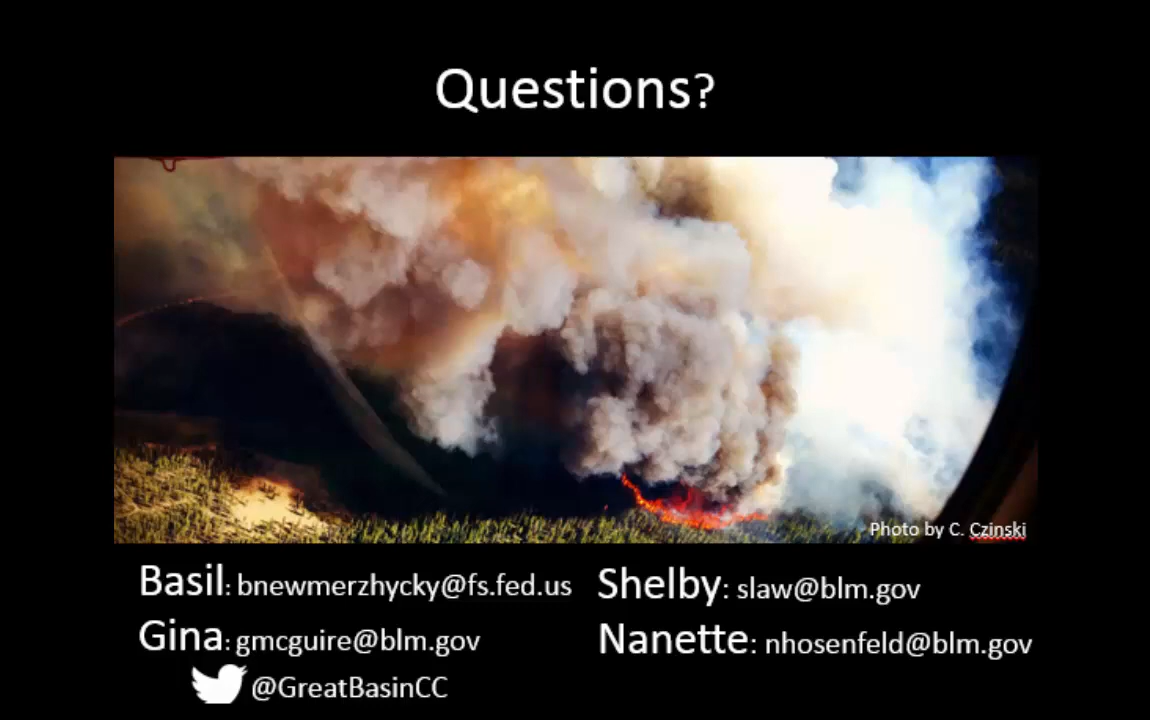 Questions?
Photo by C. Czinski
Basil: bnewmerzhycky@fs.fed.us
Shelby: slaw@blm.gov
Gina: gmcguire@blm.gov
Nanette: nhosenfeld@blm.gov
@GreatBasinCC